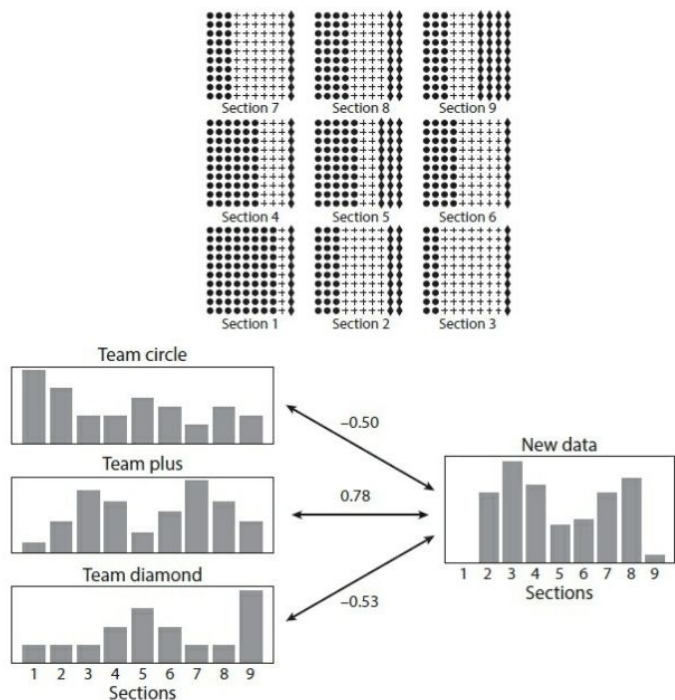 Section 7 Section 8 Section 9
Section 4 Section 5 Section 6
Section 1 Section 2 Section 3
Team circle
−0.50
New data
Team plus
0.78
Team diamond
−0.53
1 2 3 4 5 6 7 8 9
Sections
1 2 3 4 5 6 7 8 9
Sections